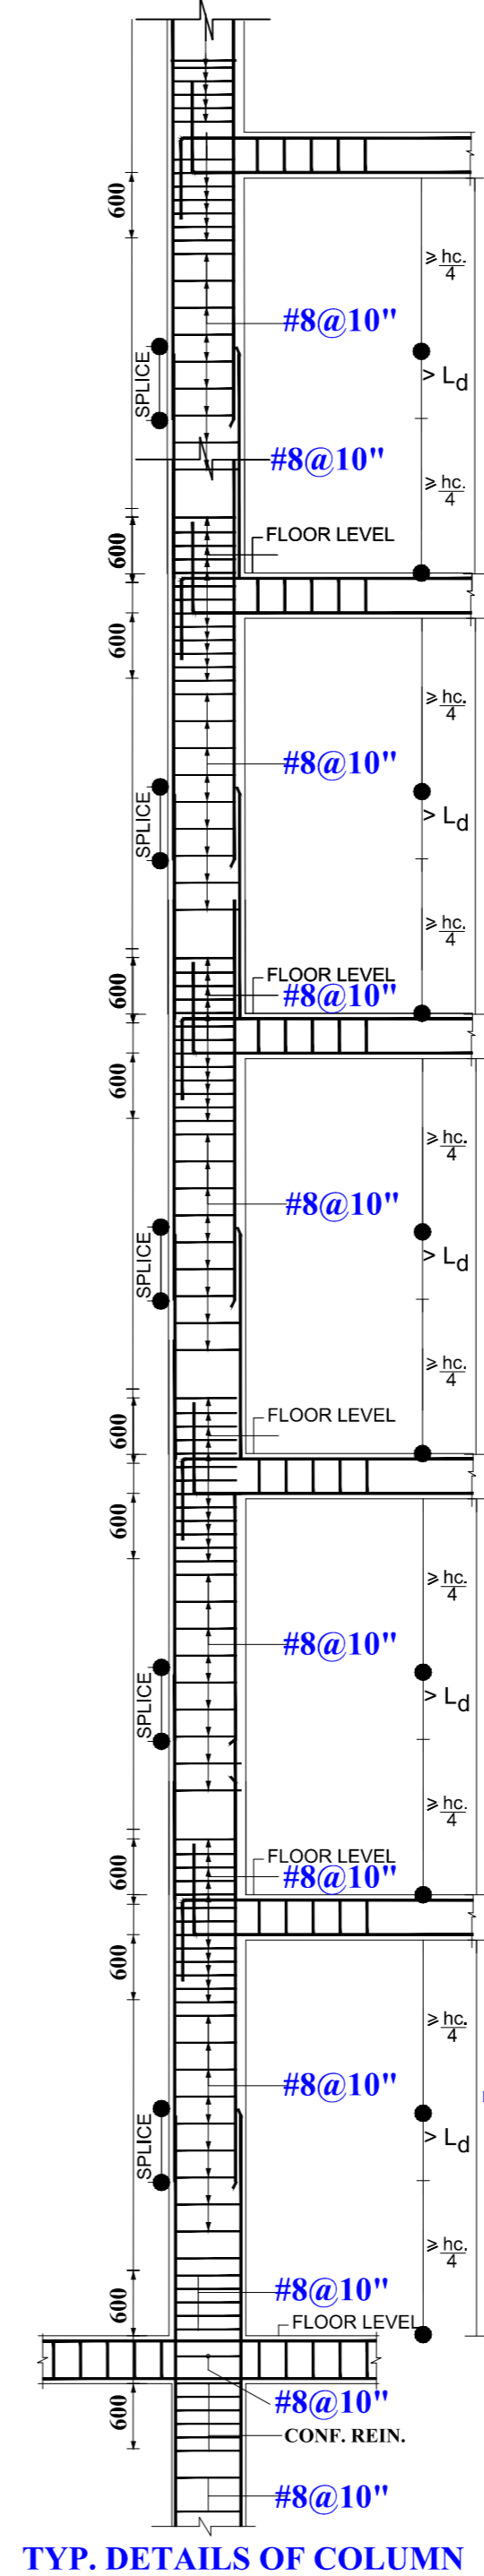 600
≥ hc.
4
#8@10"
SPLICE
> Ld
#8@10"
≥ hc.
4
600
FLOOR LEVEL
600
≥ hc.
4
#8@10"
SPLICE
> Ld
≥ hc.
4
600
FLOOR LEVEL
#8@10"
600
≥ hc.
4
#8@10"
SPLICE
> Ld
≥ hc.
4
600
FLOOR LEVEL
600
≥ hc.
4
#8@10"
SPLICE
> Ld
≥ hc.
4
600
FLOOR LEVEL
#8@10"
600
≥ hc.
4
#8@10"
SPLICE
> Ld
≥ hc.
4
600
#8@10"
FLOOR LEVEL
600
#8@10"
CONF. REIN.
#8@10"
TYP. DETAILS OF COLUMN